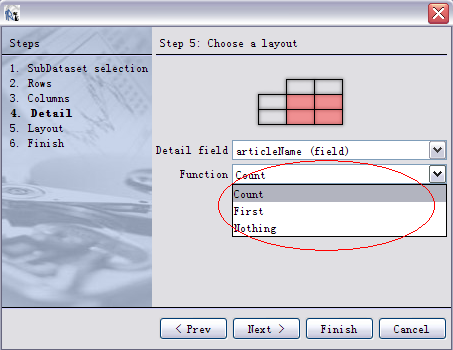 Steps
1. SubDataset selection
2. Rows
3. Columns
4. Detail
5. Layout
6. Finish
Step 5: Choose a layout
Detail field articleName (field)
Function Count
Count
First
Nothing
< Prev
Next >
Finish
Cancel